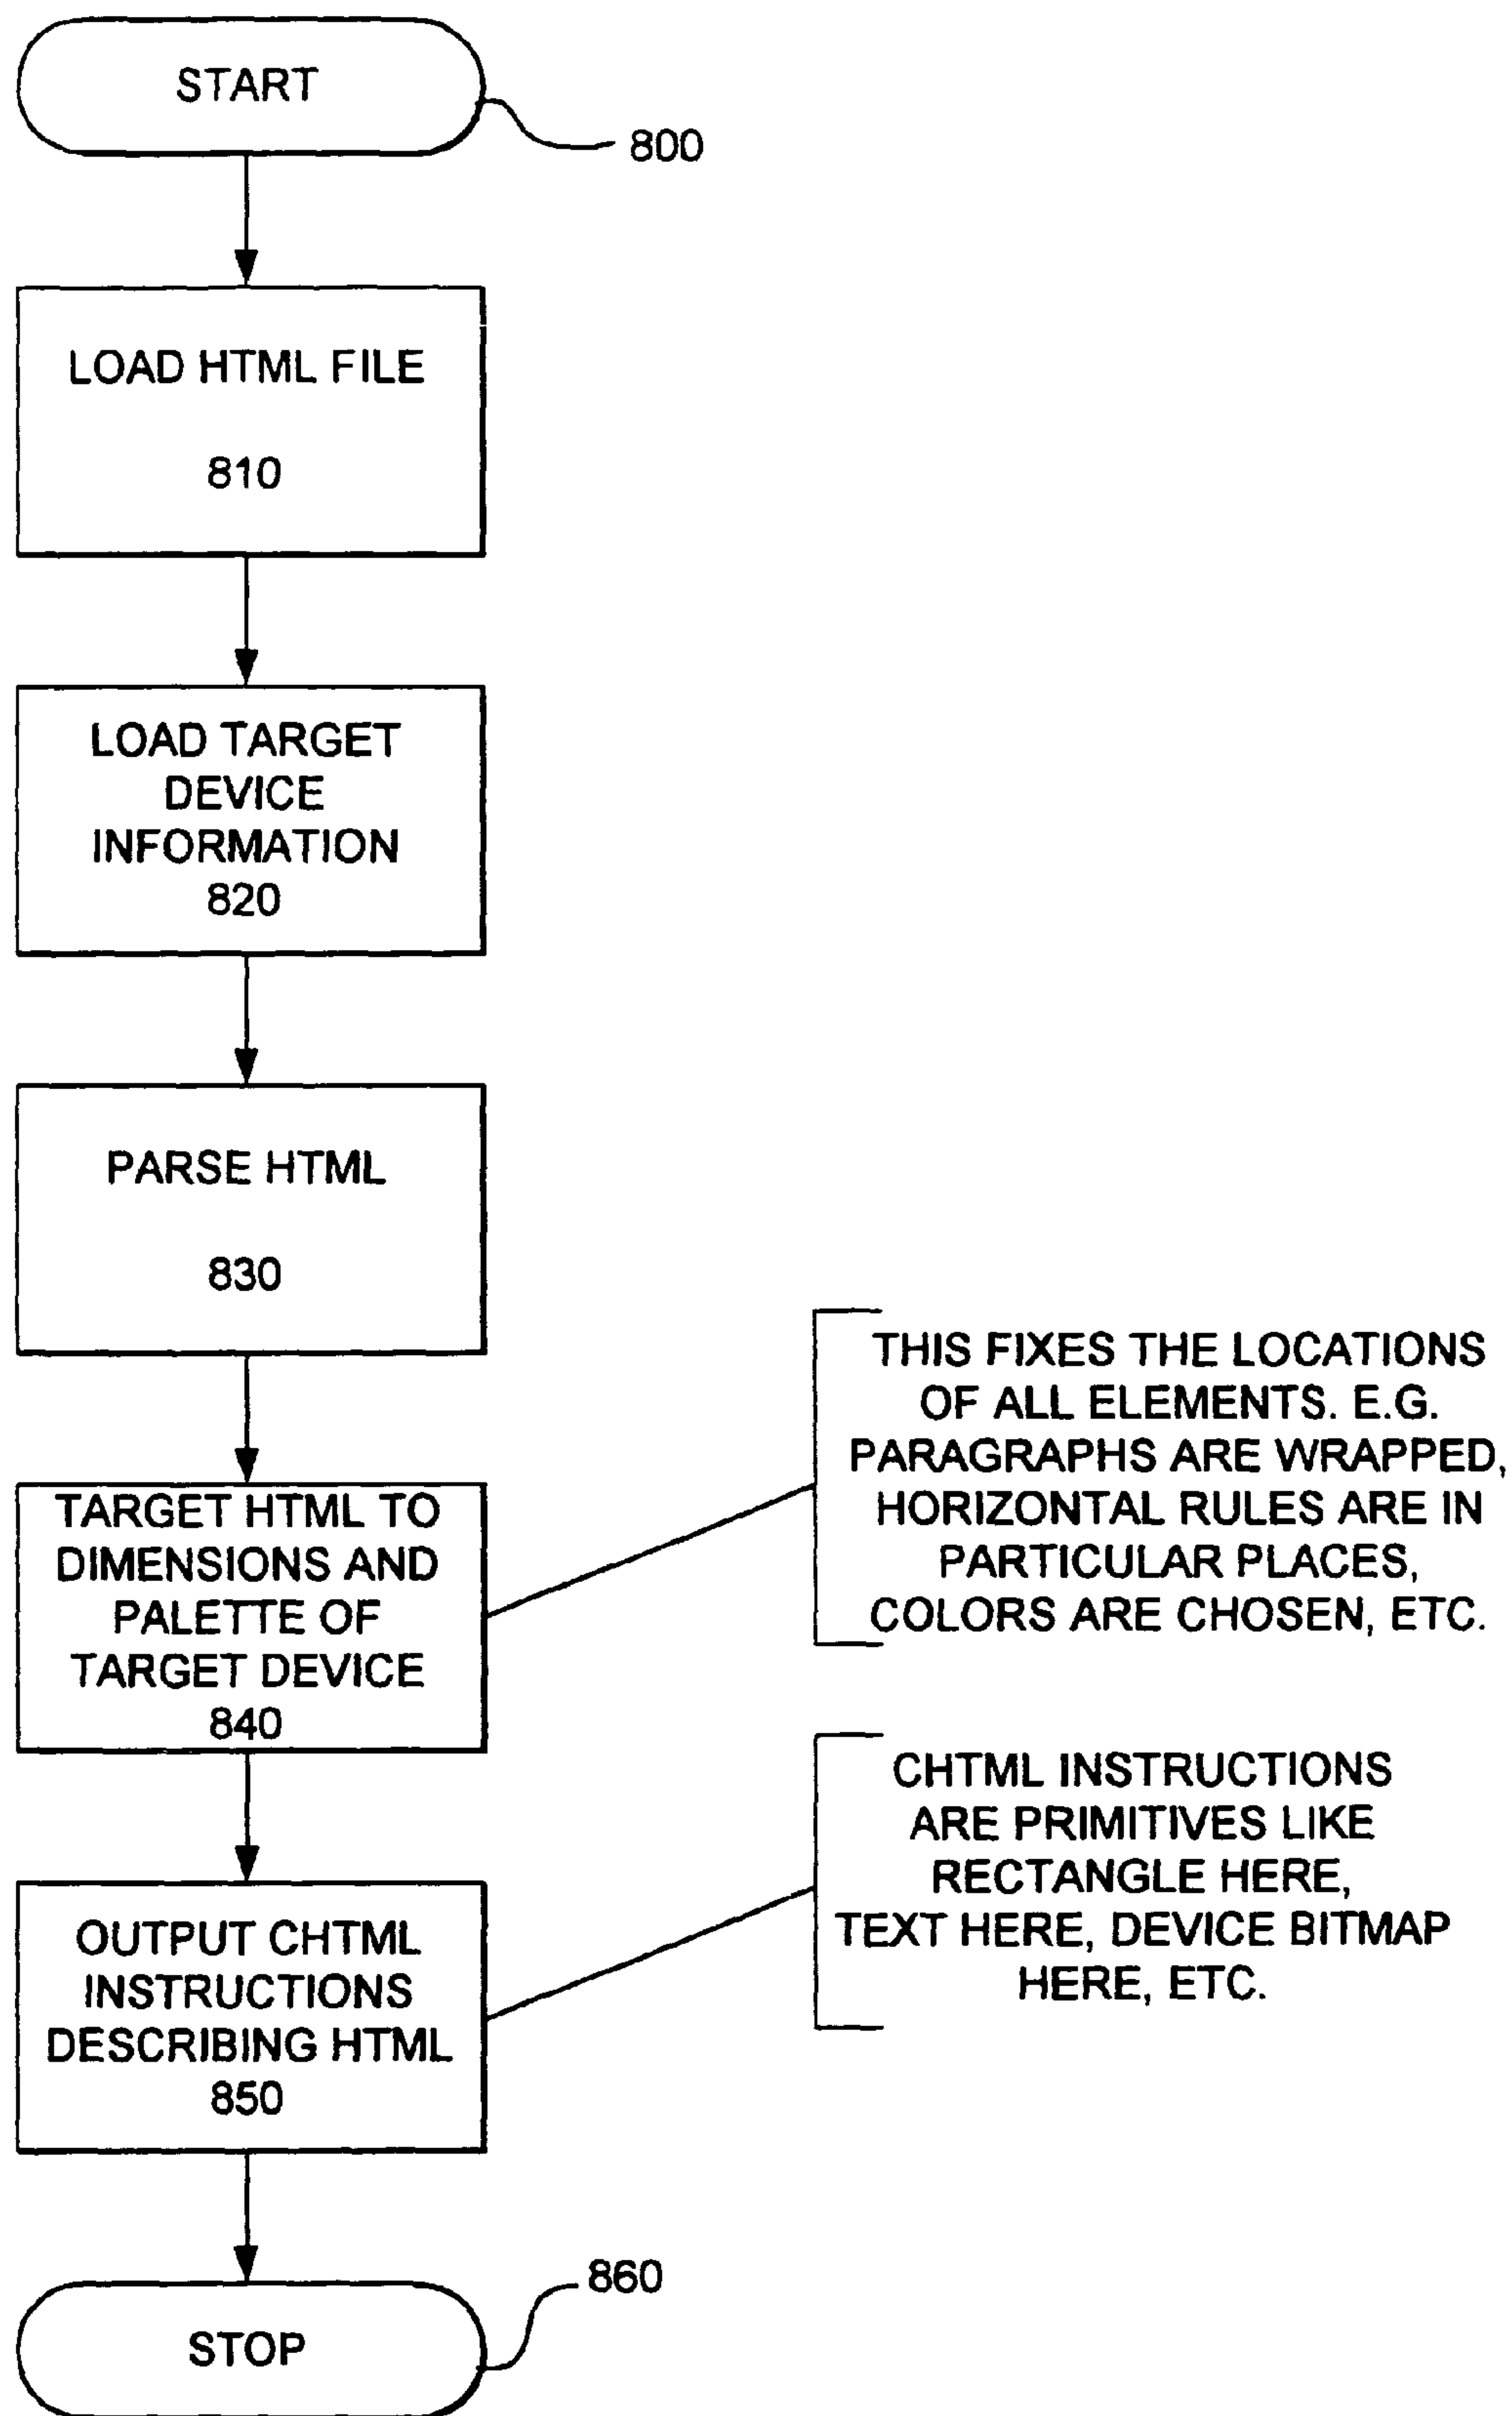 START
800
LOAD HTML FILE
810
LOAD TARGET
DEVICE
INFORMATION
820
PARSE HTML
830
THIS FIXES THE LOCATIONS
OF ALL ELEMENTS. E.G.
PARAGRAPHS ARE WRAPPED,
HORIZONTAL RULES ARE IN
PARTICULAR PLACES,
COLORS ARE CHOSEN, ETC.
TARGET HTML TO
DIMENSIONS AND
PALETTE OF
TARGET DEVICE
840
CHTML INSTRUCTIONS
ARE PRIMITIVES LIKE
RECTANGLE HERE,
TEXT HERE, DEVICE BITMAP
HERE, ETC.
OUTPUT CHTML
INSTRUCTIONS
DESCRIBING HTML
850
860
STOP